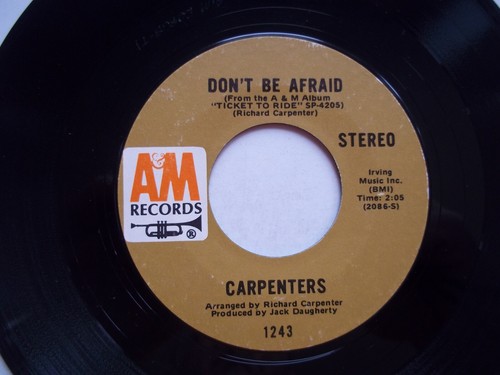 DON'T BE AFRAID
(From the A & M Album
"TICKET TO RIDE" SP-4205)
(Richard Carpenter)
STEREO
Irving
Music Inc.
(BMI)
Time: 2:05
(2086-S)
A&M
RECORDS
®
CARPENTERS
Arranged by Richard Carpenter
Produced by Jack Daugherty
1243